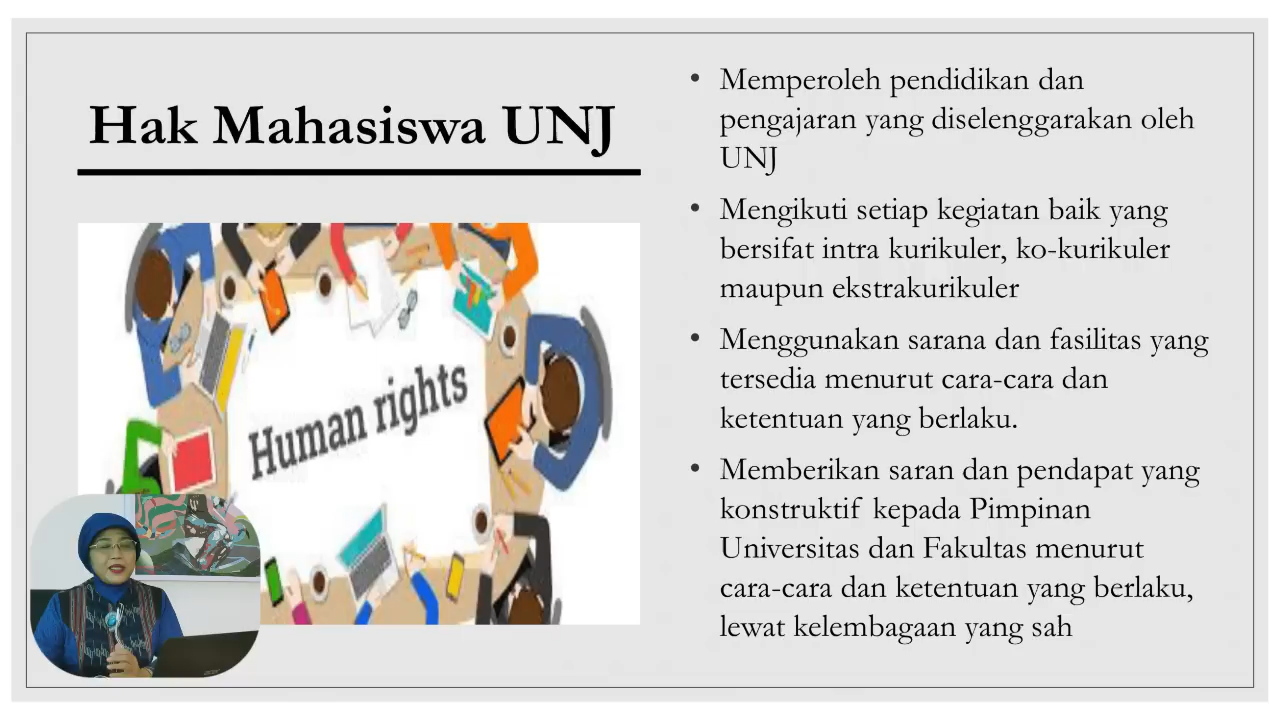 Hak Mahasiswa UNJ
Human rights
• Memperoleh pendidikan dan
pengajaran yang diselenggarakan oleh
UNJ
• Mengikuti setiap kegiatan baik yang
bersifat intra kurikuler, ko-kurikuler
maupun ekstrakurikuler
• Menggunakan sarana dan fasilitas yang
tersedia menurut cara-cara dan
ketentuan yang berlaku.
• Memberikan saran dan pendapat yang
konstruktif kepada Pimpinan
Universitas dan Fakultas menurut
cara-cara dan ketentuan yang berlaku,
lewat kelembagaan yang sah